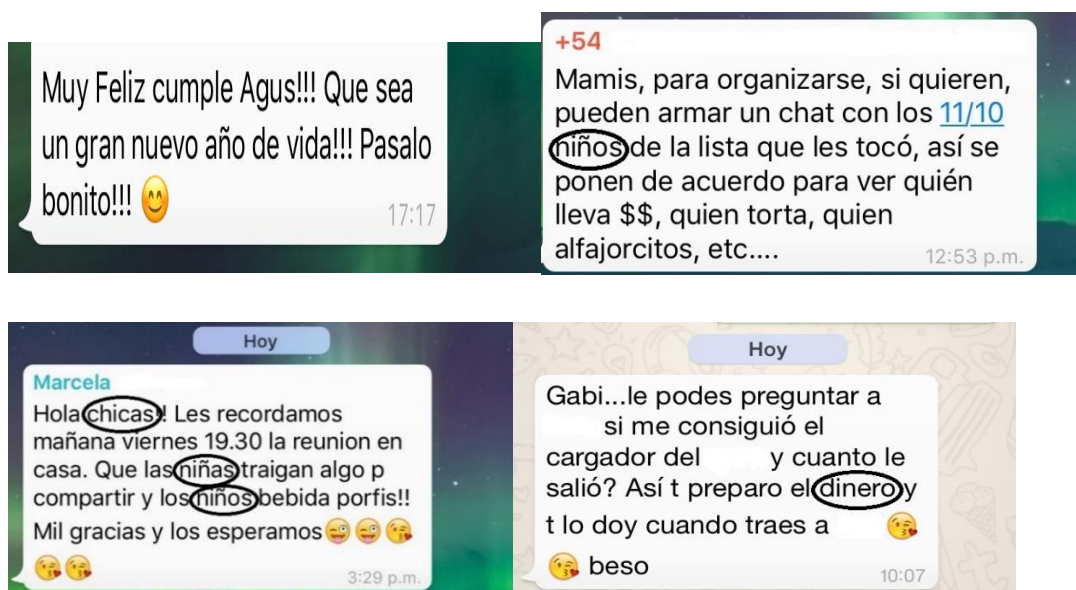 Muy Feliz cumple Agus!!! Que sea
un gran nuevo año de vida!!! Pasalo
bonito!!! 😊
17:17
+54
Mamis, para organizarse, si quieren,
pueden armar un chat con los 11/10
niños de la lista que les tocó, así se
ponen de acuerdo para ver quién
lleva $$, quien torta, quien
alfajorcitos, etc....
12:53 p.m.
Hoy
Marcela
Hola chicas!! Les recordamos
mañana viernes 19.30 la reunion en
casa. Que las niñas traigan algo p
compartir y los niños bebida porfis!!
Mil gracias y los esperamos😜😜😘
😘😘
3:29 p.m.
Hoy
Gabi...le podes preguntar a
si me consiguió el
cargador del y cuanto le
salió? Así t preparo el dinero y
t lo doy cuando traes a 😘
😘 beso
10:07